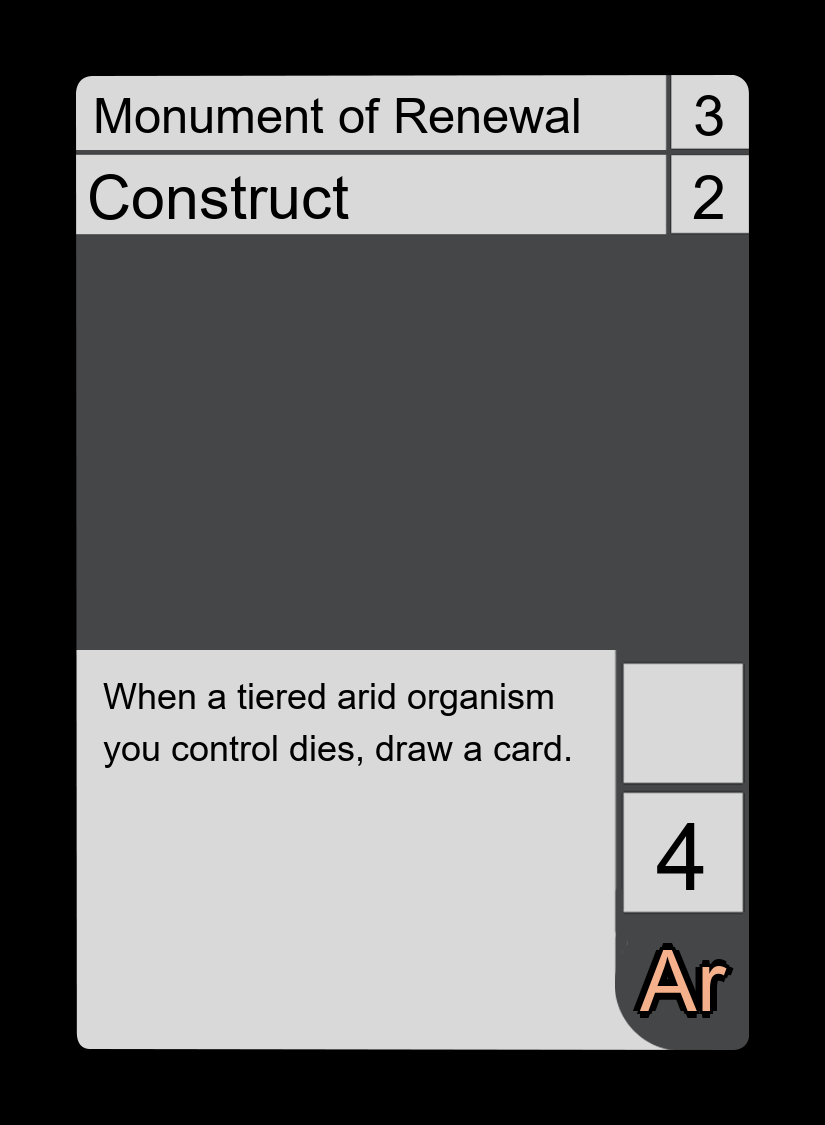 Monument of Renewal 3
Construct 2
When a tiered arid organism
you control dies, draw a card.
4
Ar